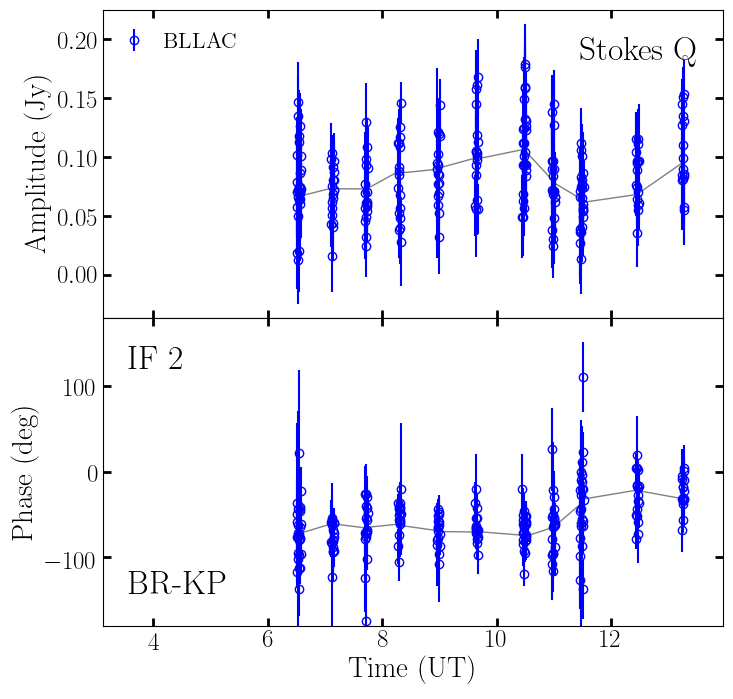 BLLAC
Stokes Q
Amplitude (Jy)
0.20
0.15
0.10
0.05
0.00
IF 2
BR-KP
Phase (deg)
100
0
−100
4
6
8
10
12
Time (UT)